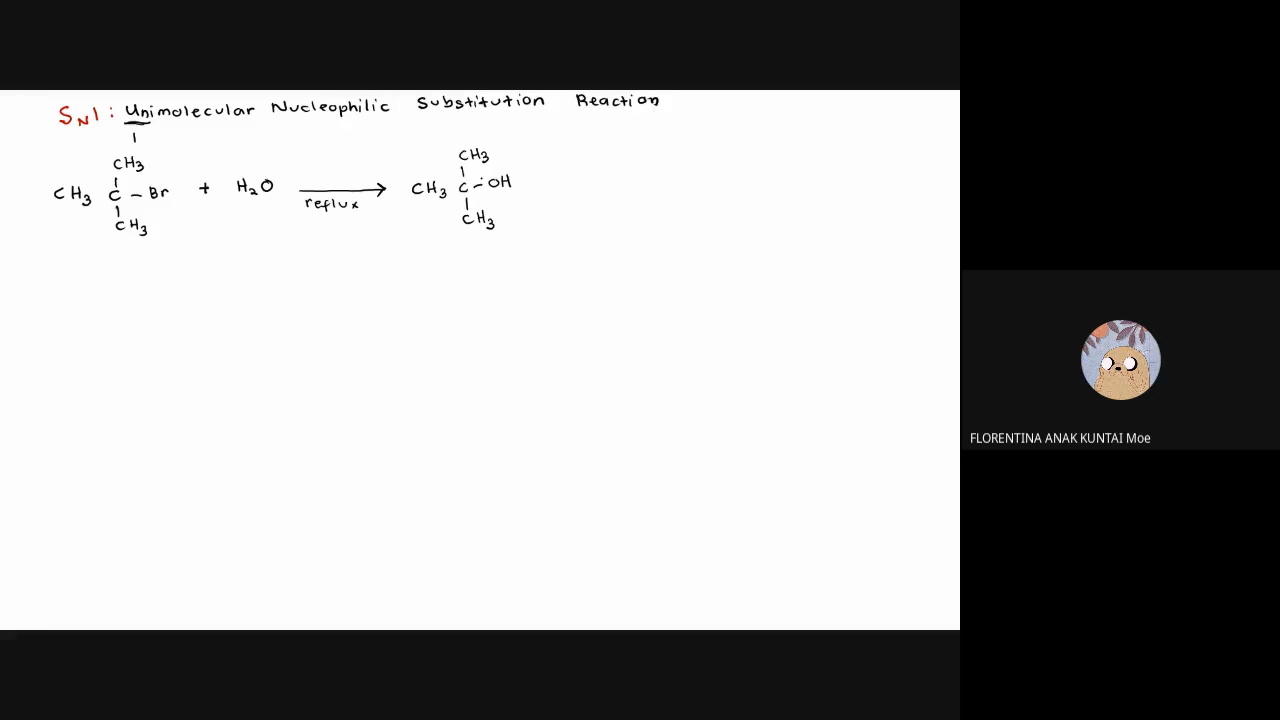 SN1: Unimolecular Nucleophilic Substitution Reaction
1
CH3 CH3
CH3 C - Br + H2O → CH3 C - OH
reflux
CH3 CH3
FLORENTINA ANAK KUNTAI Moe